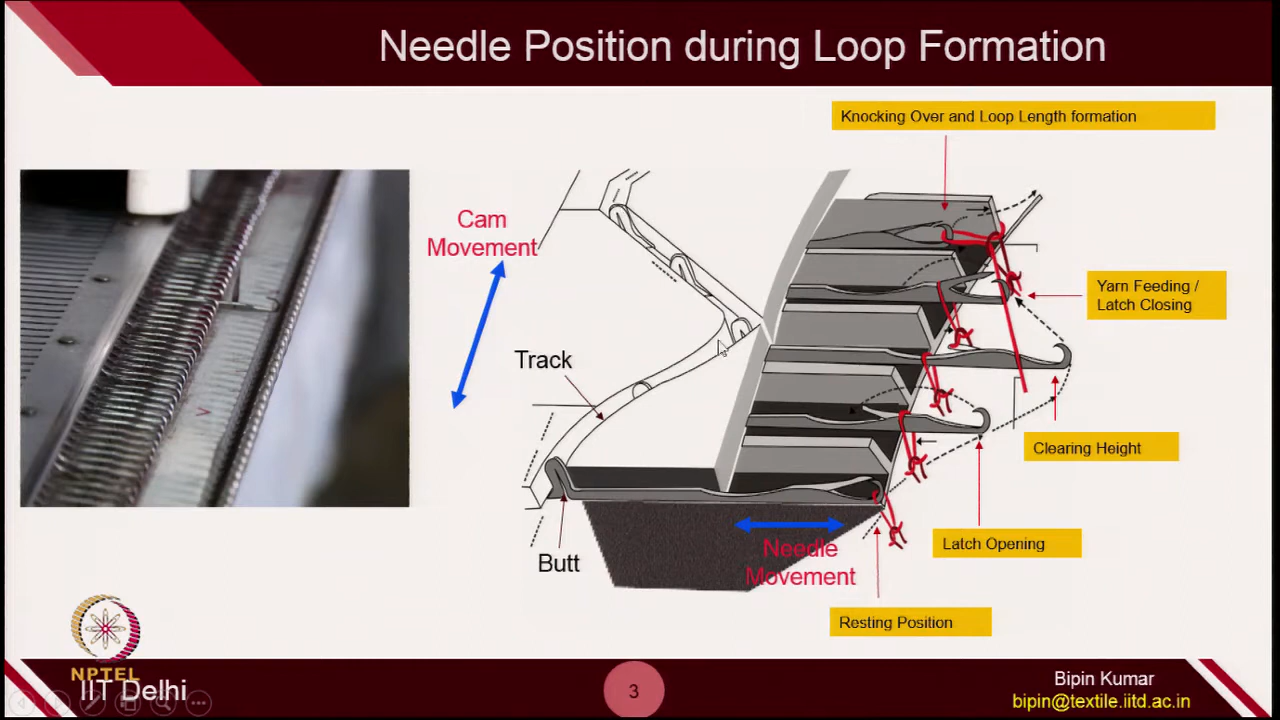 Needle Position during Loop Formation
Knocking Over and Loop Length formation
Cam
Movement
Yarn Feeding /
Latch Closing
Track
Clearing Height
Latch Opening
Butt
Needle
Movement
Resting Position
NPTEL
IIT Delhi
3
Bipin Kumar
bipin@textile.iitd.ac.in